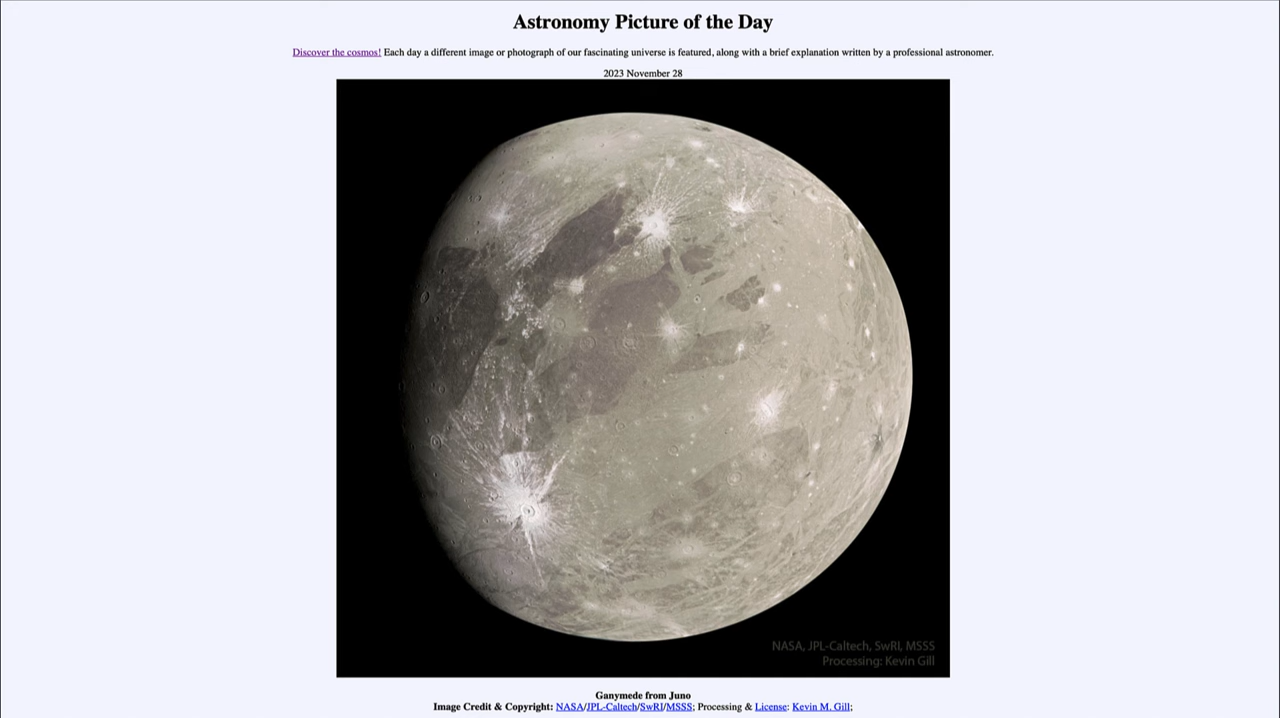 Astronomy Picture of the Day
Discover the cosmos! Each day a different image or photograph of our fascinating universe is featured, along with a brief explanation written by a professional astronomer.
2023 November 28
NASA, JPL-Caltech, SwRI, MSSS
Processing: Kevin Gill
Ganymede from Juno
Image Credit & Copyright: NASA/JPL-Caltech/SwRI/MSSS; Processing & License: Kevin M. Gill;